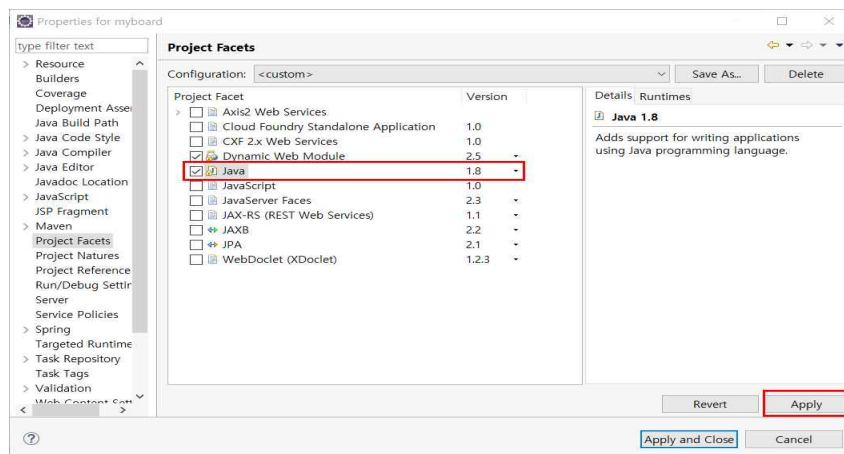 Properties for myboard
type filter text
Resource
Builders
Coverage
Deployment Asse
Java Build Path
Java Code Style
Java Compiler
Java Editor
Javadoc Location
JavaScript
JSP Fragment
Maven
Project Facets
Project Natures
Project Reference
Run/Debug Settin
Server
Service Policies
Spring
Targeted Runtime
Task Repository
Task Tags
Validation
Web Content Sett
Project Facets
Configuration: <custom> Save As... Delete
Project Facet Version
Axis2 Web Services
Cloud Foundry Standalone Application 1.0
CXF 2.x Web Services 1.0
Dynamic Web Module 2.5
Java 1.8
JavaScript 1.0
JavaServer Faces 2.3
JAX-RS (REST Web Services) 1.1
JAXB 2.2
JPA 2.1
WebDoclet (XDoclet) 1.2.3
Details Runtimes
Java 1.8
Adds support for writing applications
using Java programming language.
Revert Apply
Apply and Close Cancel